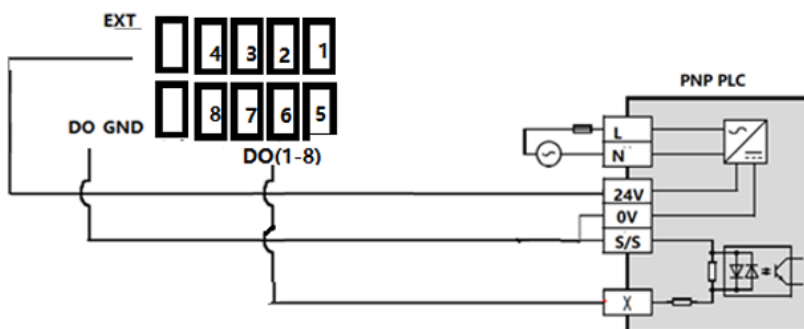 EXT
4 3 2 1
8 7 6 5
DO GND
DO(1-8)
PNP PLC
L
N
24V
0V
S/S
X